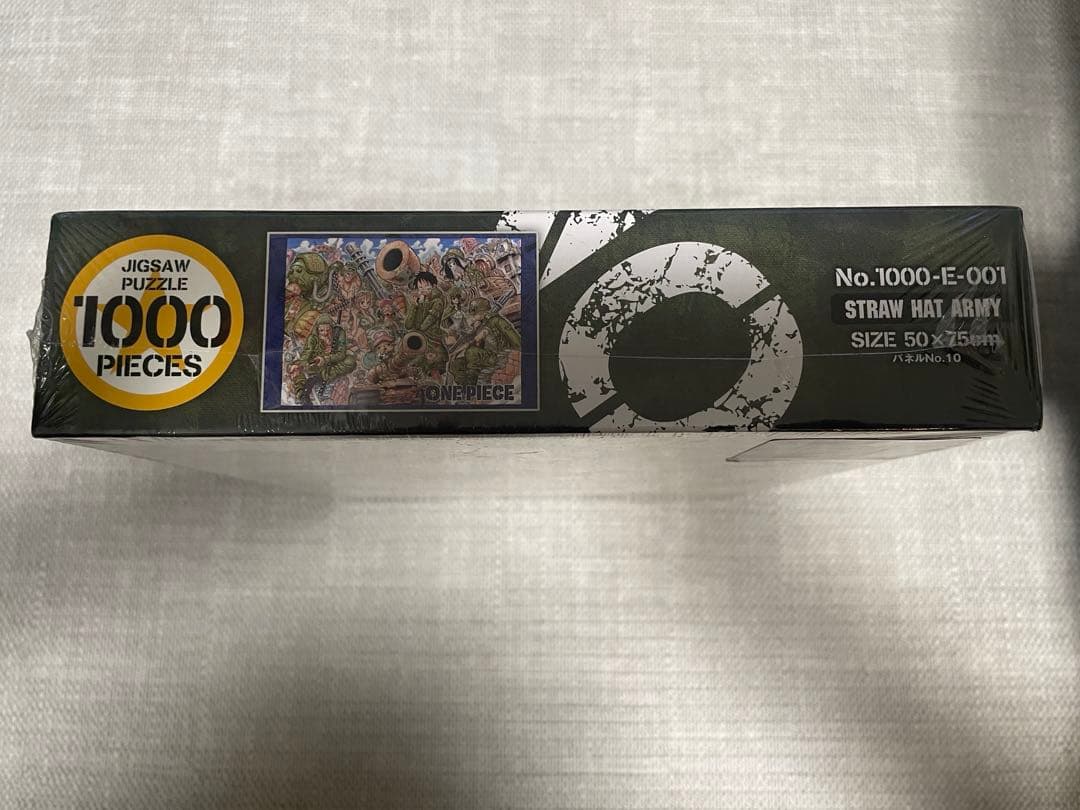 JIGSAW
PUZZLE
1000
PIECES
ONE PIECE
No.1000-E-001
STRAW HAT ARMY
SIZE 50×75cm
パネルNo.10